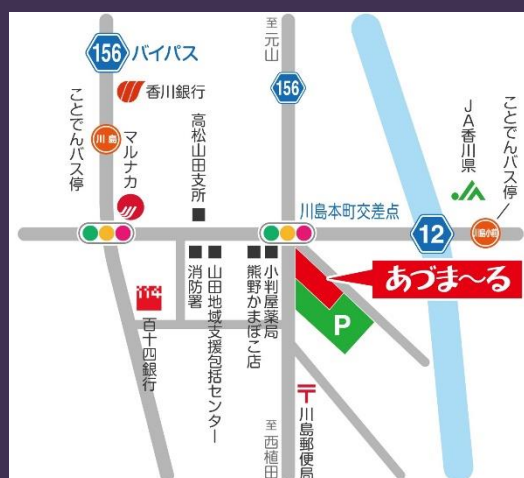 至元山
156
バイパス
香川銀行
156
ことでんバス停
川島
マルナカ
高松山田支所
JA香川県
ことでんバス停
川島本町交差点
12
川島小前
消防署
山田地域支援包括センター
熊野かまぼこ店
小判屋薬局
あづま〜る
114
百十四銀行
P
川島郵便局
至西植田